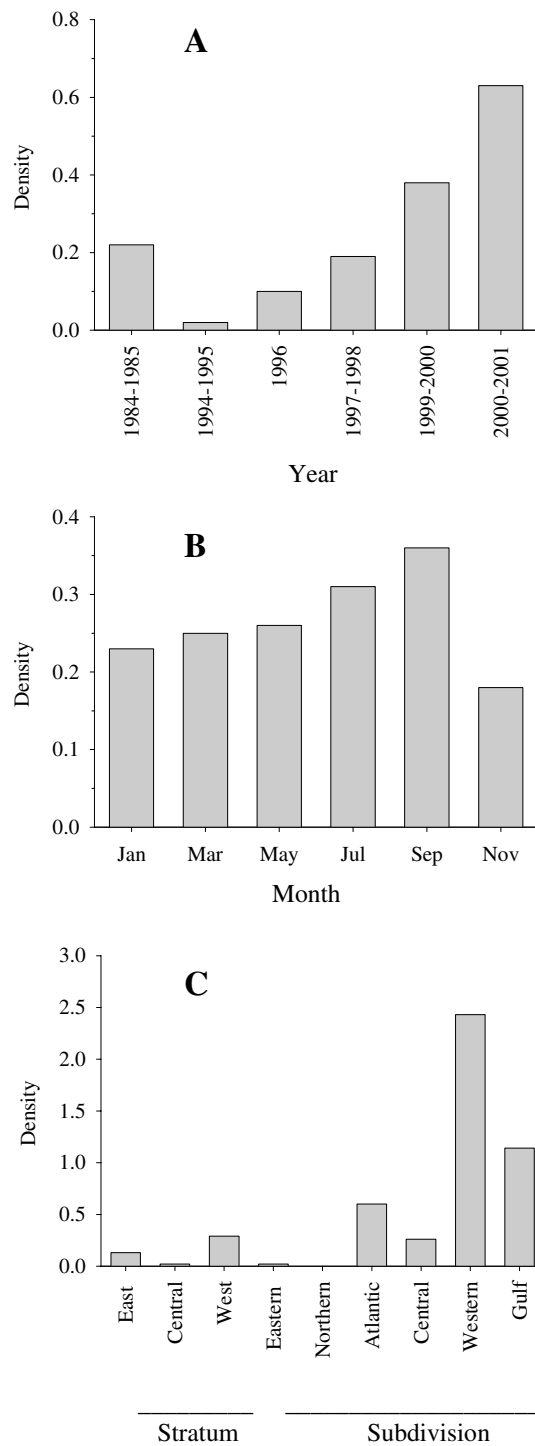 A
Density
0.8
0.6
0.4
0.2
0.0
1984-1985
1994-1995
1996
1997-1998
1999-2000
2000-2001
Year
B
Density
0.4
0.3
0.2
0.1
0.0
Jan Mar May Jul Sep Nov
Month
C
Density
3.0
2.5
2.0
1.5
1.0
0.5
0.0
East
Central
West
Eastern
Northern
Atlantic
Central
Western
Gulf
Stratum Subdivision